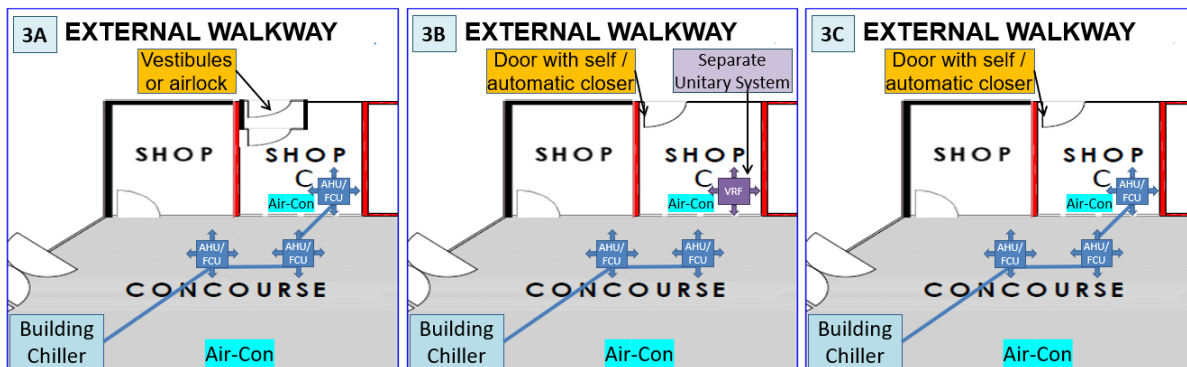 3A
EXTERNAL WALKWAY
Vestibules
or airlock
SHOP
SHOP
C
AHU/
FCU
Air-Con
AHU/
FCU
AHU/
FCU
CONCOURSE
Building
Chiller
Air-Con
3B
EXTERNAL WALKWAY
Door with self /
automatic closer
Separate
Unitary System
SHOP
SHOP
C
VRF
Air-Con
AHU/
FCU
AHU/
FCU
CONCOURSE
Building
Chiller
Air-Con
3C
EXTERNAL WALKWAY
Door with self /
automatic closer
SHOP
SHOP
C
AHU/
FCU
Air-Con
AHU/
FCU
AHU/
FCU
CONCOURSE
Building
Chiller
Air-Con